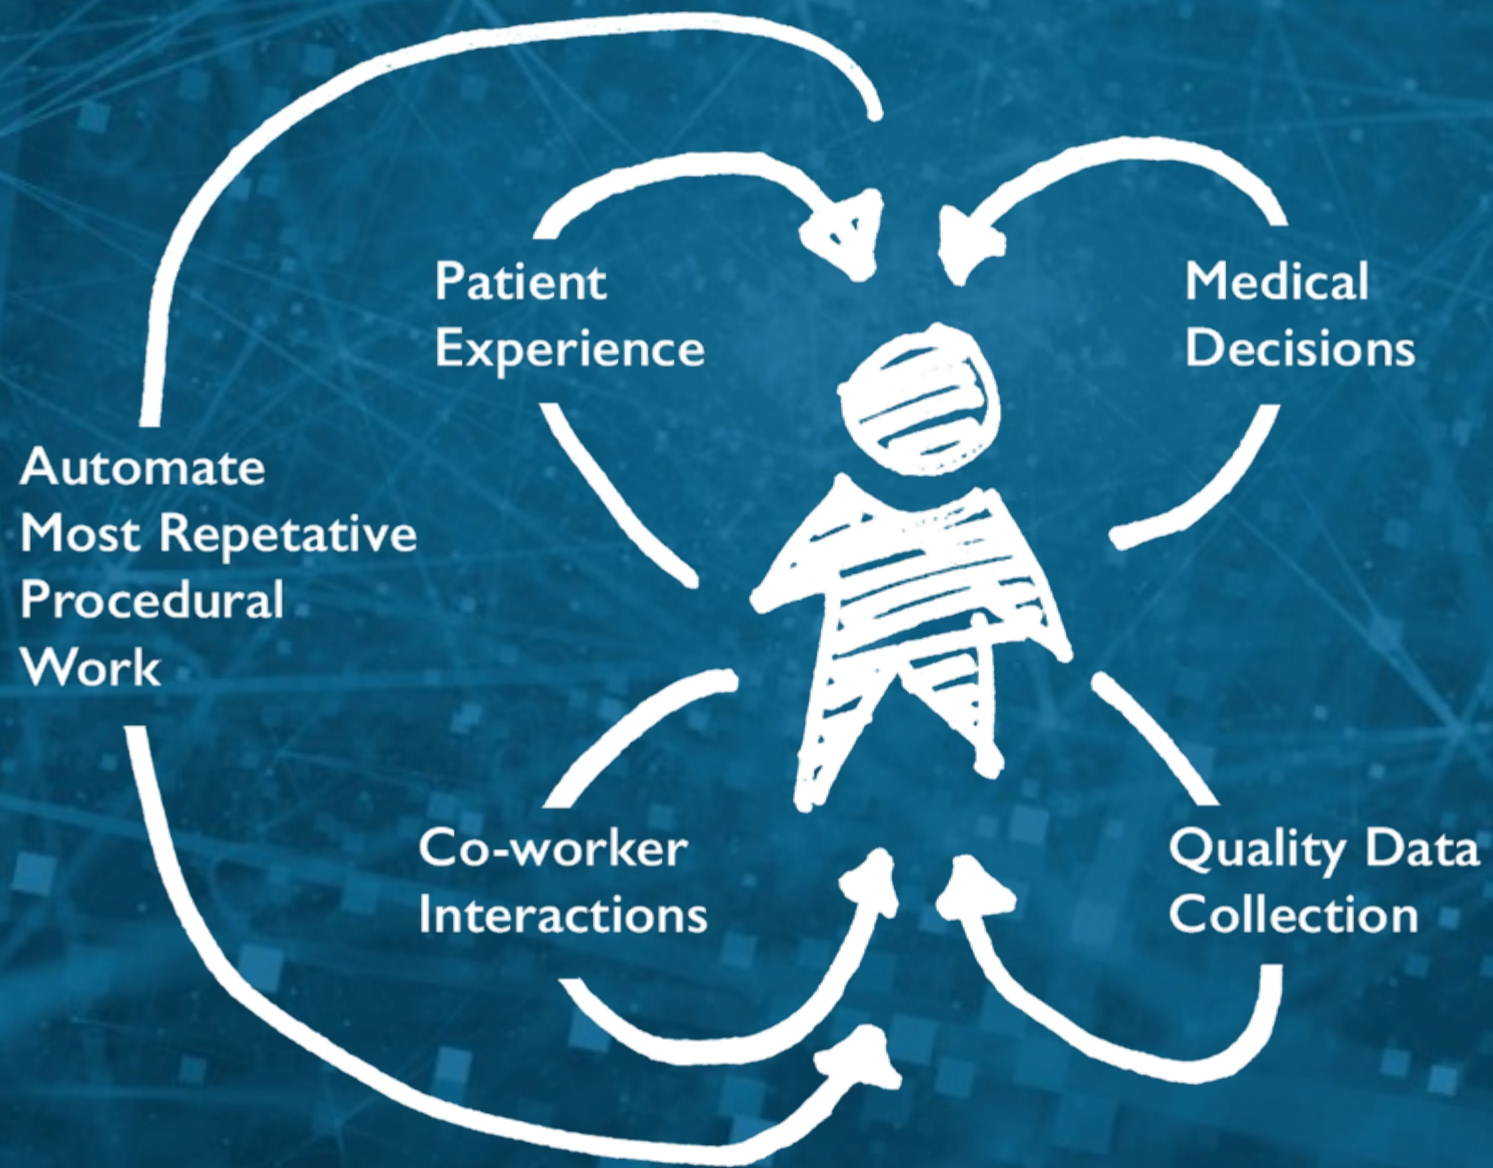 Patient
Experience
Medical
Decisions
Automate
Most Repetative
Procedural
Work
Co-worker
Interactions
Quality Data
Collection